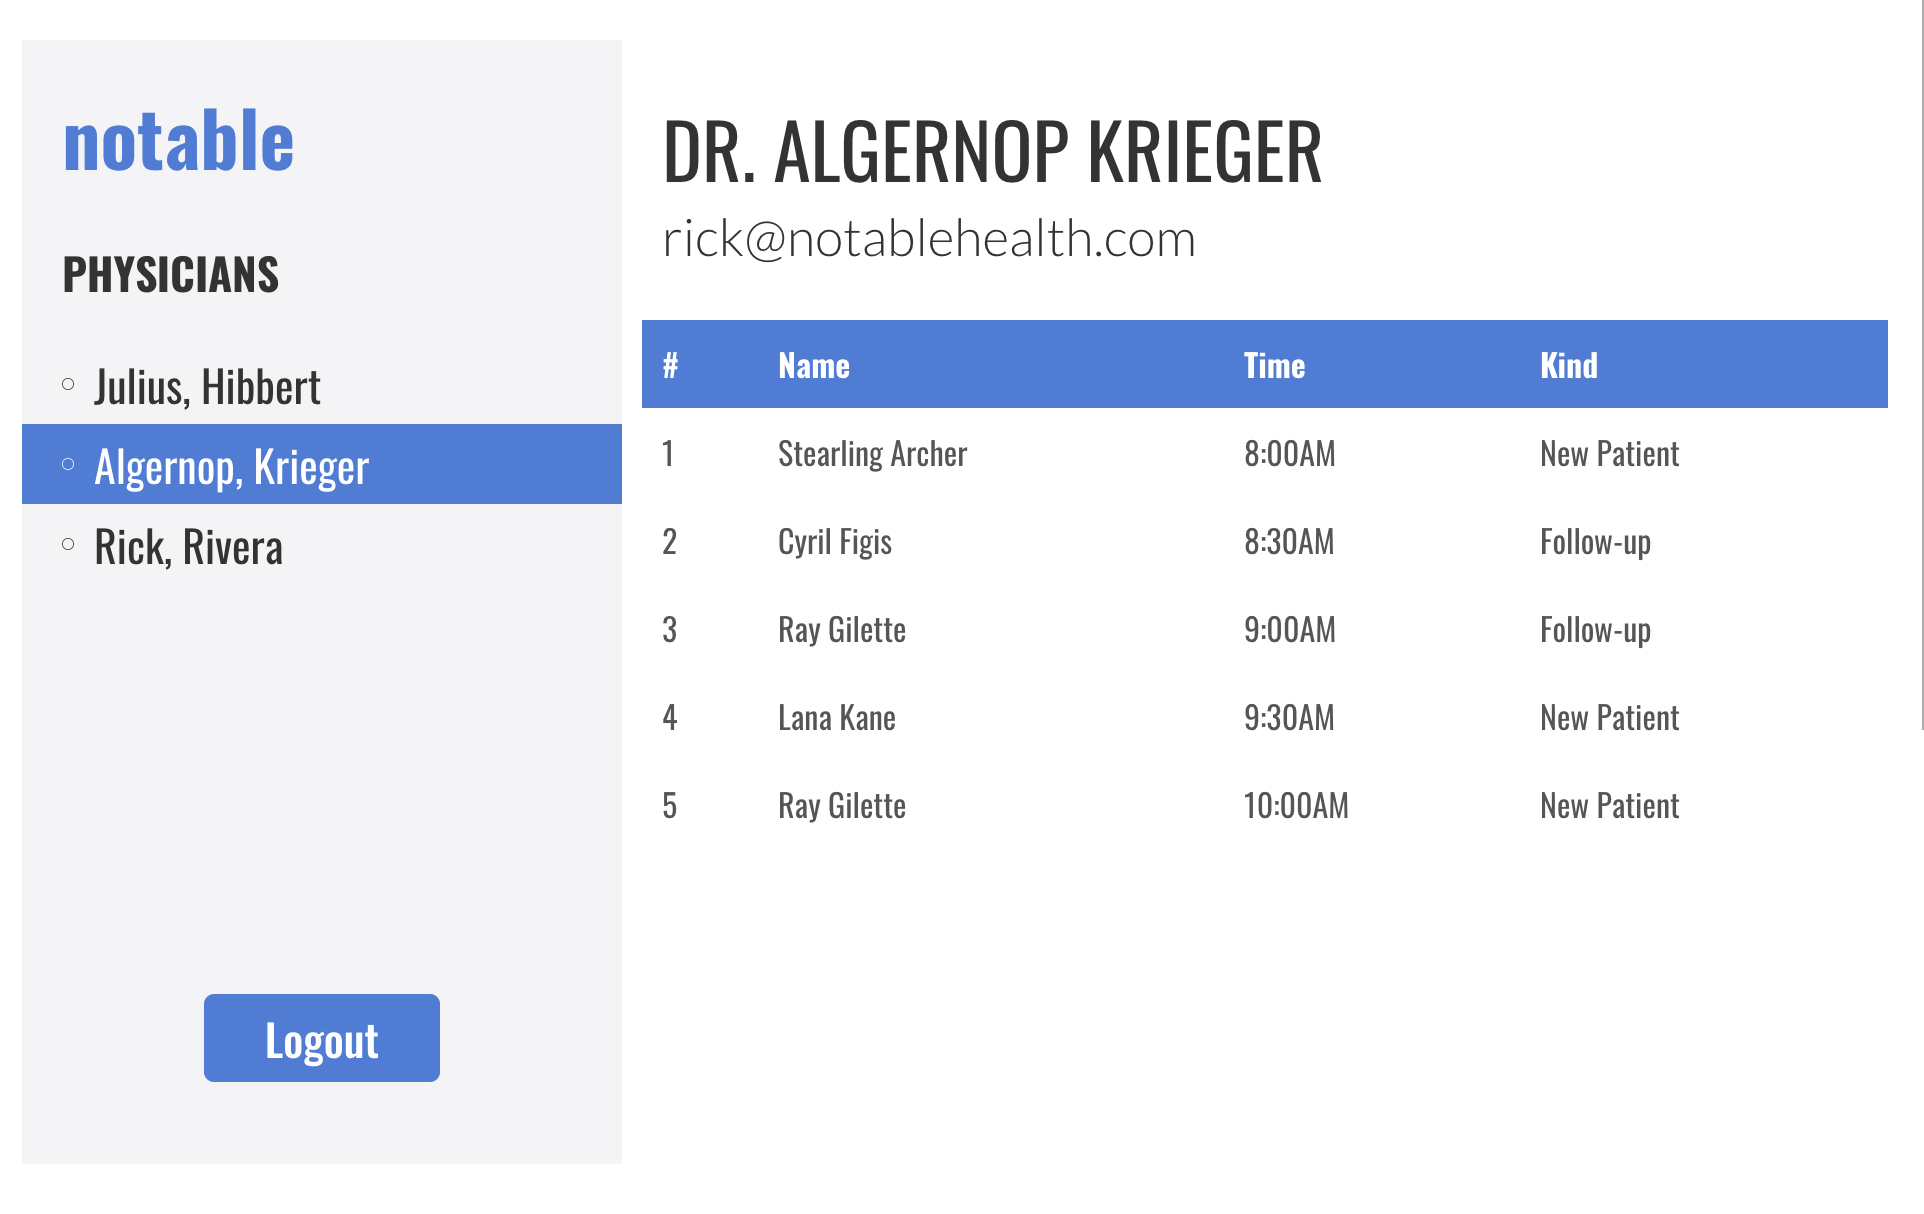 notable
PHYSICIANS
Julius, Hibbert
Algernop, Krieger
Rick, Rivera
Logout
DR. ALGERNOP KRIEGER
rick@notablehealth.com
# Name Time Kind
1 Stearling Archer 8:00AM New Patient
2 Cyril Figis 8:30AM Follow-up
3 Ray Gilette 9:00AM Follow-up
4 Lana Kane 9:30AM New Patient
5 Ray Gilette 10:00AM New Patient